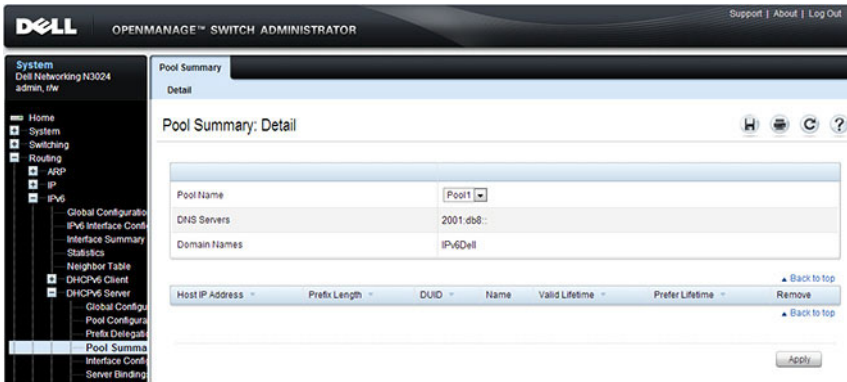 Support | About | Log Out
DELL OPENMANAGE™ SWITCH ADMINISTRATOR
System
Dell Networking N3024
admin, r/w
Home
System
Switching
Routing
ARP
IP
IPv6
Global Configuratio
IPv6 Interface Confi
Interface Summary
Statistics
Neighbor Table
DHCPv6 Client
DHCPv6 Server
Global Configu
Pool Configura
Prefix Delegati
Pool Summa
Interface Confi
Server Binding
Pool Summary
Detail
Pool Summary: Detail
Pool Name Pool1
DNS Servers 2001:db8::
Domain Names IPv6Dell
Back to top
Host IP Address Prefix Length DUID Name Valid Lifetime Prefer Lifetime Remove
Back to top
Apply